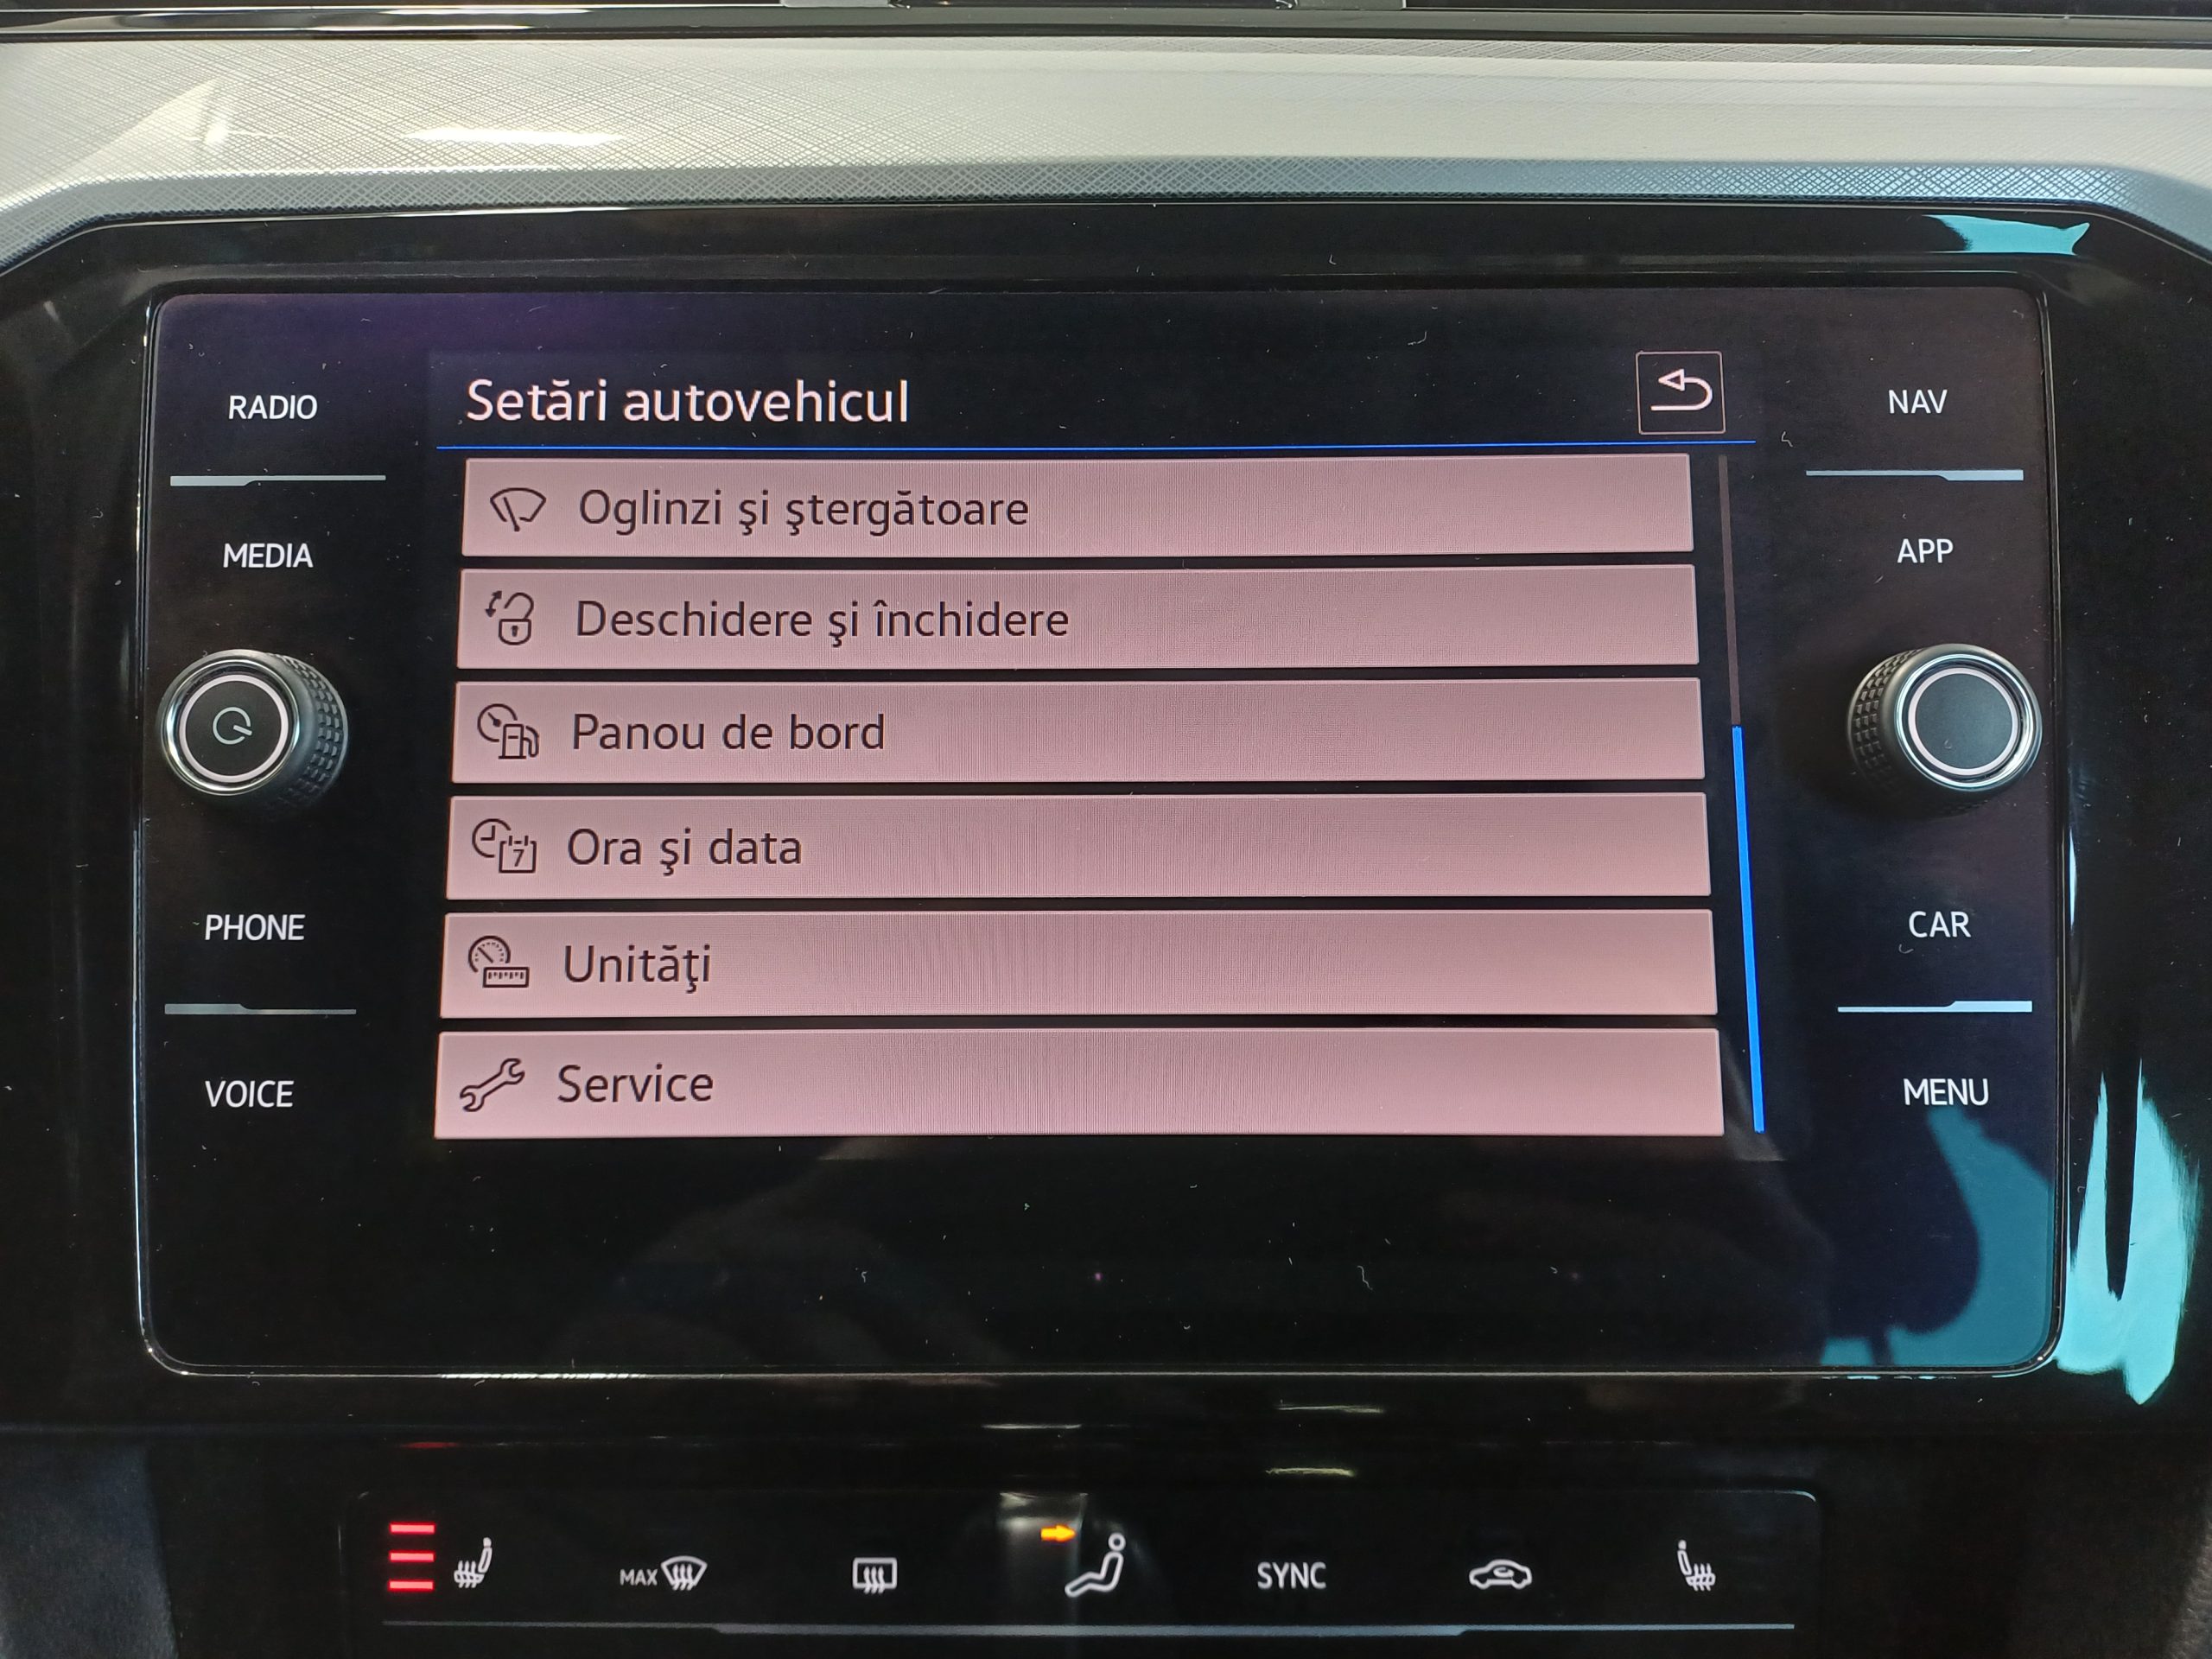 RADIO
MEDIA
PHONE
VOICE
Setări autovehicul
Oglinzi şi ştergătoare
Deschidere şi închidere
Panou de bord
7
Ora şi data
Unităţi
Service
NAV
APP
CAR
MENU
MAX
SYNC